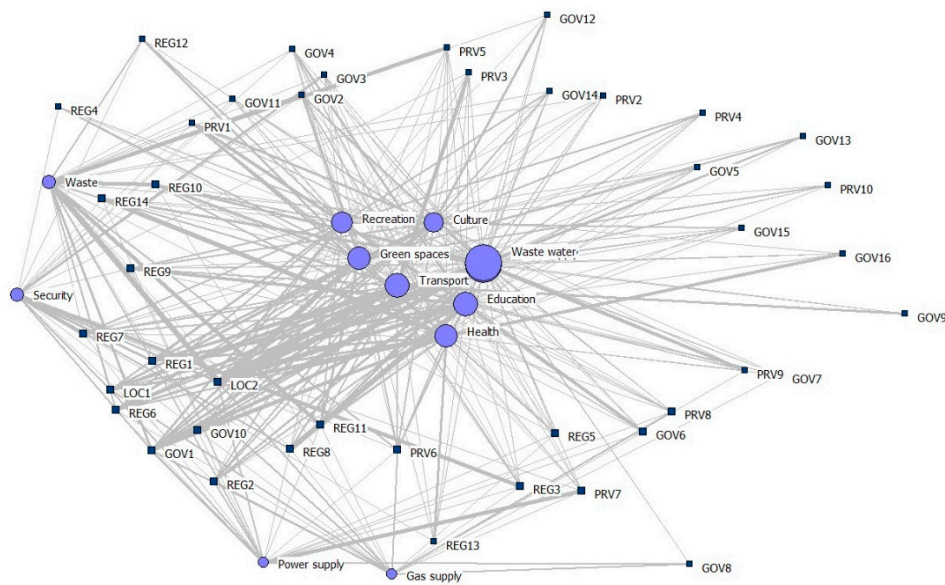 GOV12
REG12
GOV4
PRV5
GOV3
PRV3
REG4
GOV11
GOV2
GOV14
PRV2
PRV1
PRV4
GOV13
GOV5
Waste
REG10
PRV10
REG14
Recreation
Culture
GOV15
Green spaces
Waste water
GOV16
REG9
Transport
Security
Education
GOV9
REG7
Health
REG1
PRV9
GOV7
LOC1
LOC2
REG6
PRV8
GOV10
REG11
REG5
GOV6
GOV1
REG8
PRV6
REG2
REG3
PRV7
REG13
Power supply
Gas supply
GOV8